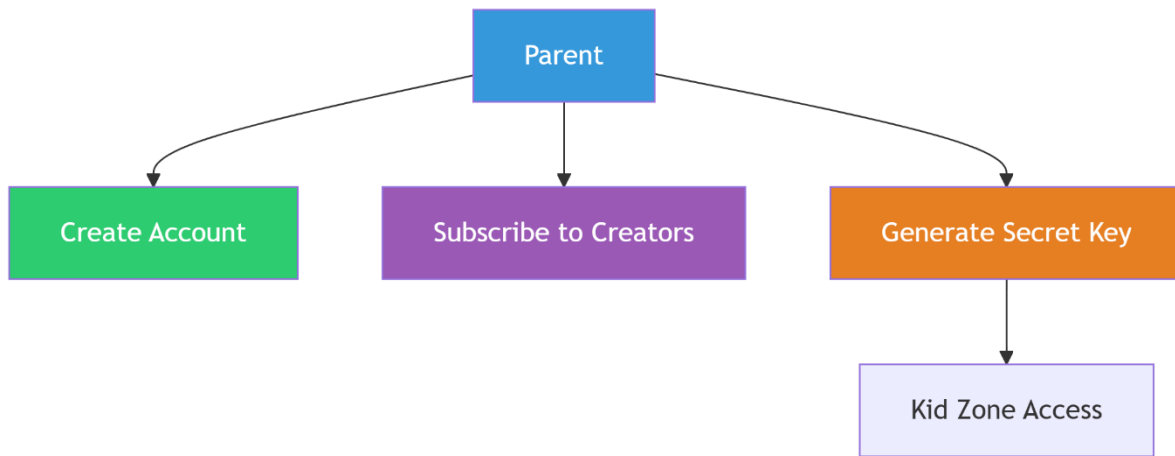 Parent
Create Account
Subscribe to Creators
Generate Secret Key
Kid Zone Access